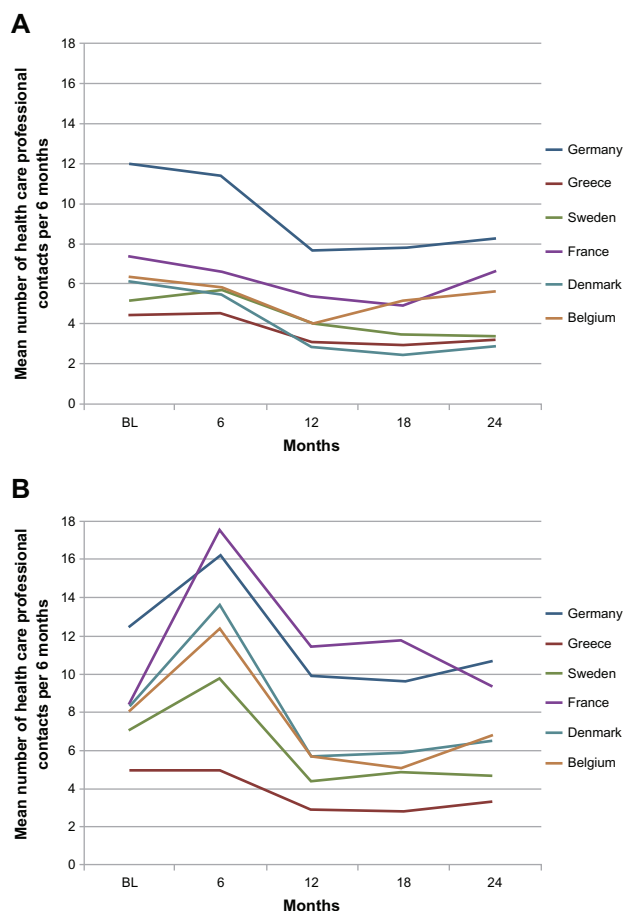 A
Mean number of health care professional
contacts per 6 months
18
16
14
12
10
8
6
4
2
0
BL 6 12 18 24
Months
Germany
Greece
Sweden
France
Denmark
Belgium
B
Mean number of health care professional
contacts per 6 months
18
16
14
12
10
8
6
4
2
0
BL 6 12 18 24
Months
Germany
Greece
Sweden
France
Denmark
Belgium